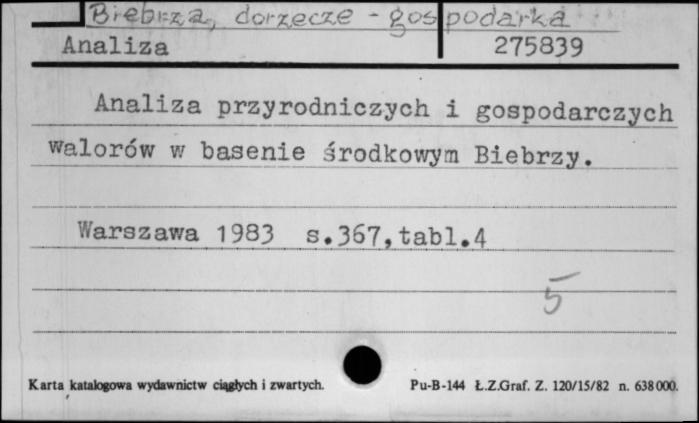 Biebrza, dorzecze - gospodarka
Analiza 275839
Analiza przyrodniczych i gospodarczych
walorów w basenie środkowym Biebrzy.
Warszawa 1983 s.367,tabl.4
5
Karta katalogowa wydawnictw ciągłych i zwartych. Pu-B-144 Ł.Z.Graf. Z. 120/15/82 n. 638000.